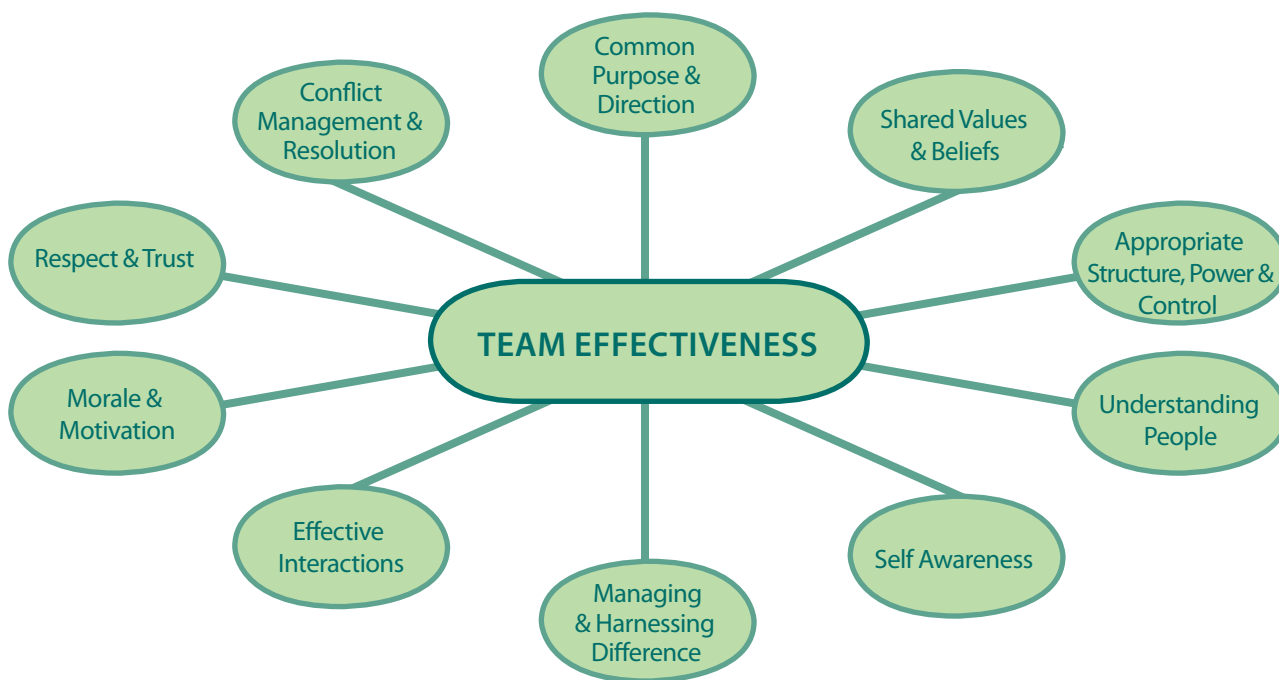 Common
Purpose &
Direction
Conflict
Management &
Resolution
Shared Values
& Beliefs
Respect & Trust
Appropriate
Structure, Power &
Control
TEAM EFFECTIVENESS
Morale &
Motivation
Understanding
People
Effective
Interactions
Self Awareness
Managing
& Harnessing
Difference